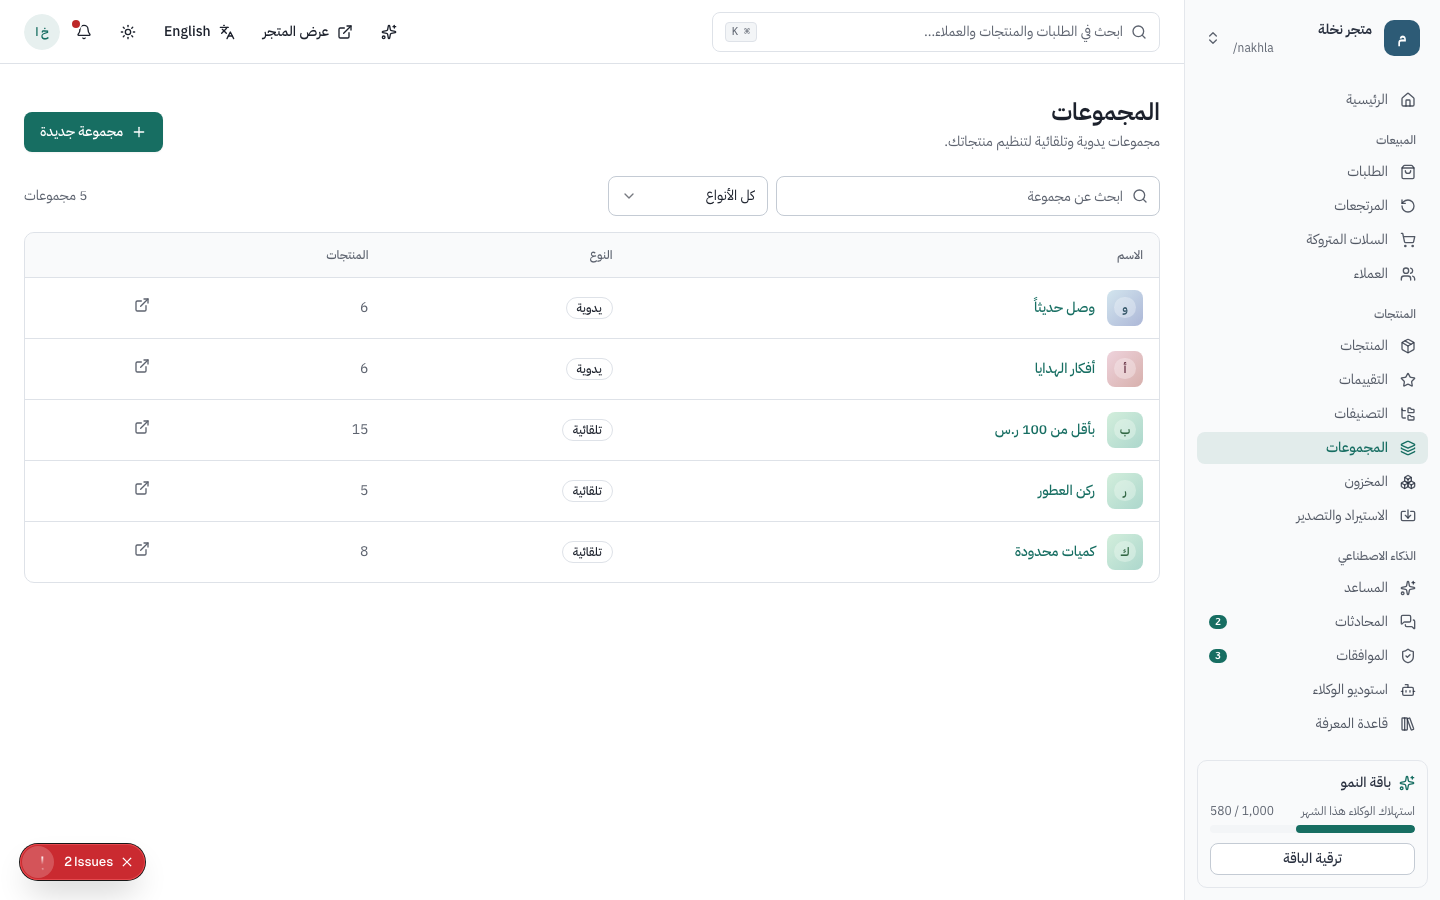 م
متجر نخلة
/nakhla
ابحث في الطلبات والمنتجات والعملاء...
⌘ K
عرض المتجر
English
خ ا
الرئيسية
المبيعات
الطلبات
المرتجعات
السلات المتروكة
العملاء
المنتجات
المنتجات
التقييمات
التصنيفات
المجموعات
المخزون
الاستيراد والتصدير
الذكاء الاصطناعي
المساعد
المحادثات 2
الموافقات 3
استوديو الوكلاء
قاعدة المعرفة
باقة النمو
استهلاك الوكلاء هذا الشهر 580 / 1,000
ترقية الباقة
المجموعات
مجموعات يدوية وتلقائية لتنظيم منتجاتك.
مجموعة جديدة
ابحث عن مجموعة
كل الأنواع
5 مجموعات
الاسم النوع المنتجات
و وصل حديثاً يدوية 6
أ أفكار الهدايا يدوية 6
ب بأقل من 100 ر.س تلقائية 15
ر ركن العطور تلقائية 5
ك كميات محدودة تلقائية 8
2 Issues